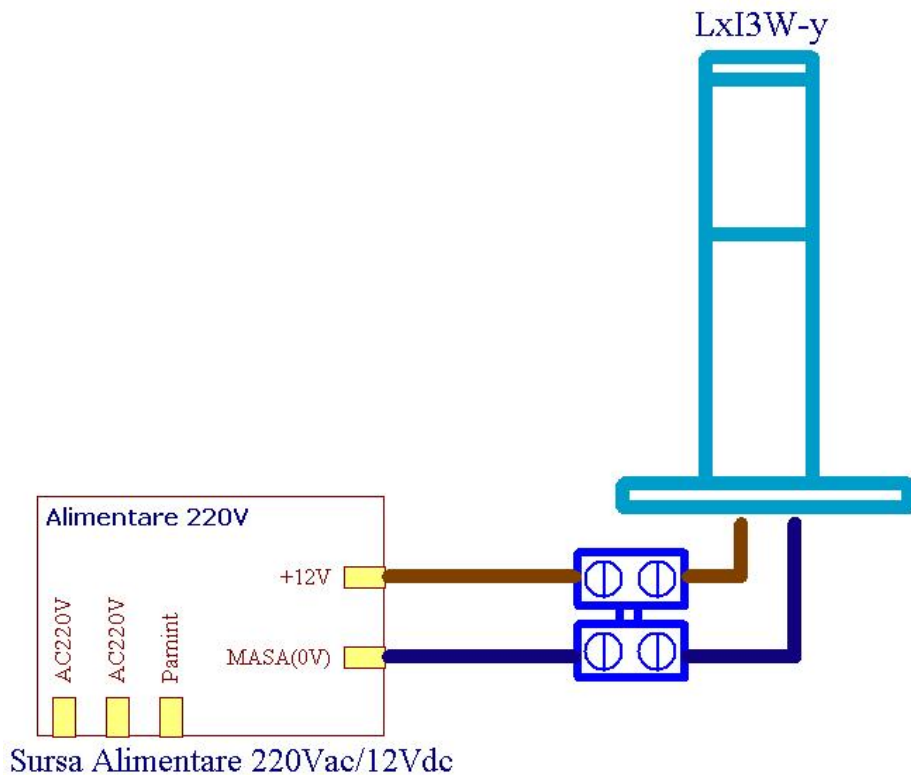 LxI3W-y
Alimentare 220V
+12V
MASA(0V)
AC220V
AC220V
Pamint
Sursa Alimentare 220Vac/12Vdc